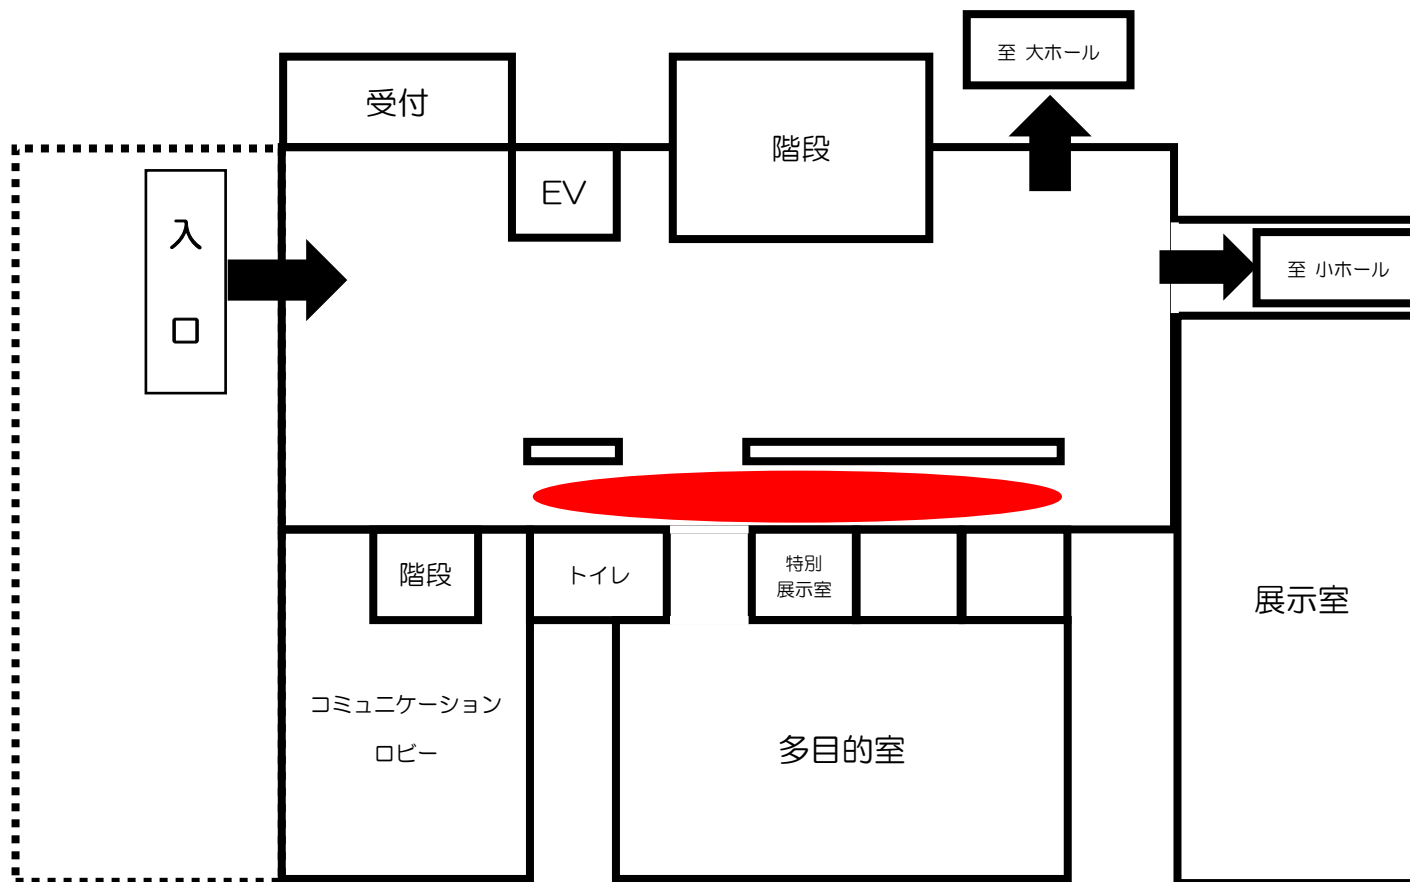 至 大ホール
受付
階段
EV
入
口
至 小ホール
階段
トイレ
特別
展示室
展示室
コミュニケーション
ロビー
多目的室